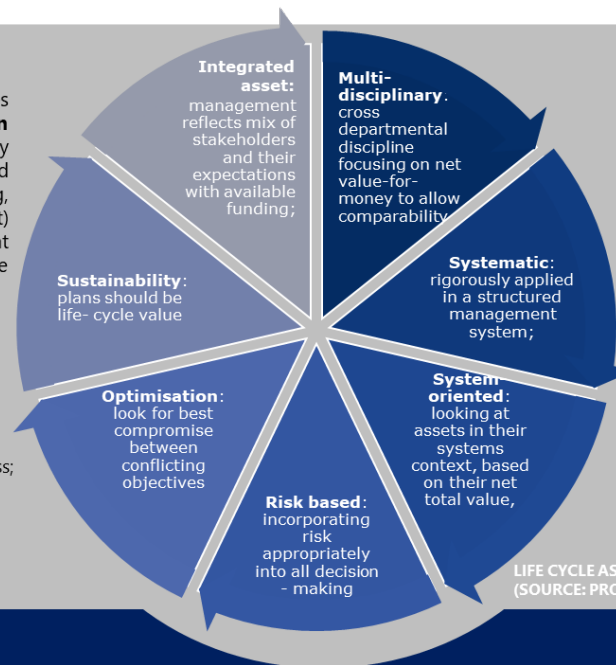 Integrated
asset:
management
reflects mix of
stakeholders
and their
expectations
with available
funding;
Multi-
disciplinary.
cross
departmental
discipline
focusing on net
value-for-
money to allow
comparability
Systematic:
rigorously applied
in a structured
management
system;
System
oriented:
looking at
assets in their
systems
context, based
on their net
total value,
Risk based:
incorporating
risk
appropriately
into all decision
- making
Optimisation:
look for best
compromise
between
conflicting
objectives
Sustainability:
plans should be
life- cycle value
LIFE CYCLE AS
(SOURCE: PRO